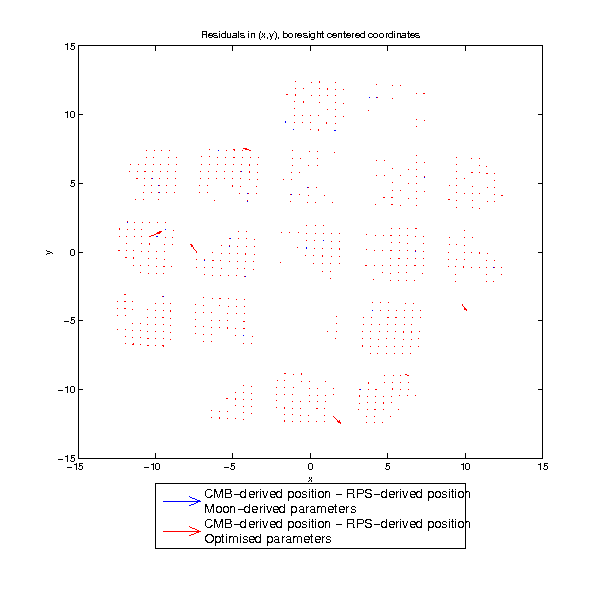 Residuals in (x,y), boresight centered coordinates
15
10
5
0
−5
−10
−15
y
−15
−10
−5
0
5
10
15
x
CMB−derived position − RPS−derived position
Moon−derived parameters
CMB−derived position − RPS−derived position
Optimised parameters